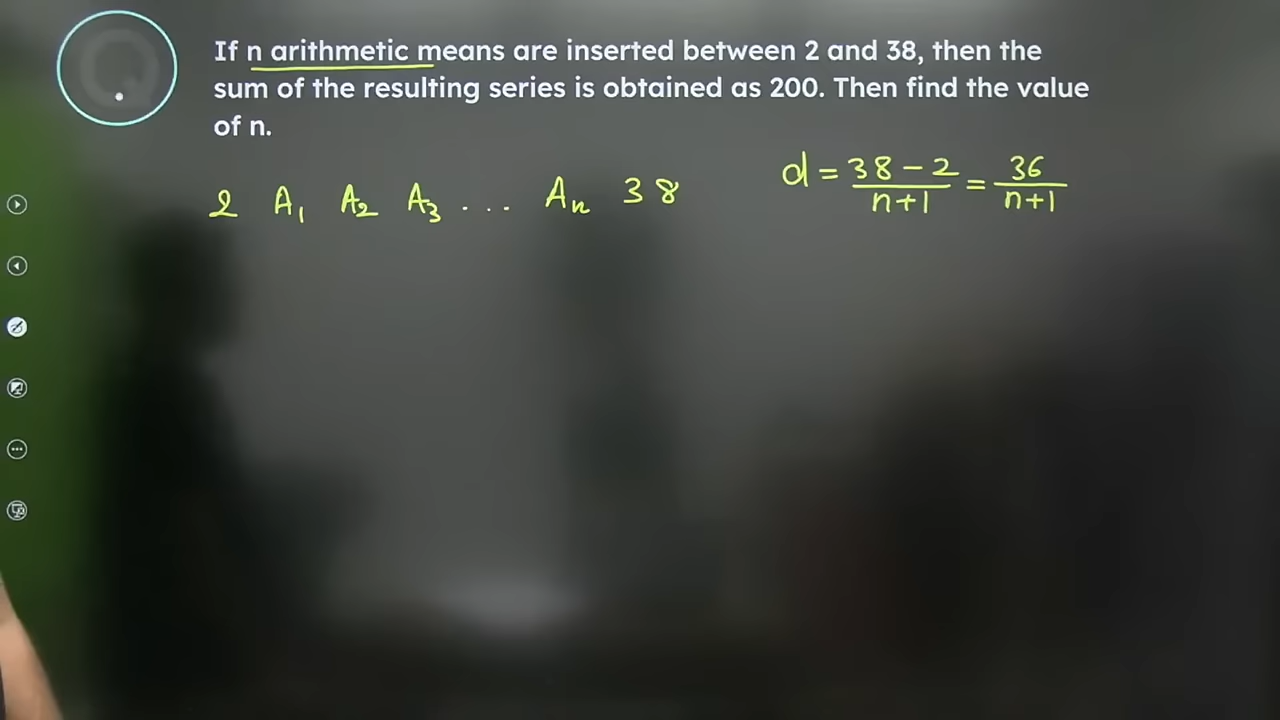 If n arithmetic means are inserted between 2 and 38, then the
sum of the resulting series is obtained as 200. Then find the value
of n.
2 A₁ A₂ A₃ ... Aₙ 38
d = (38 - 2)/(n+1) = 36/(n+1)